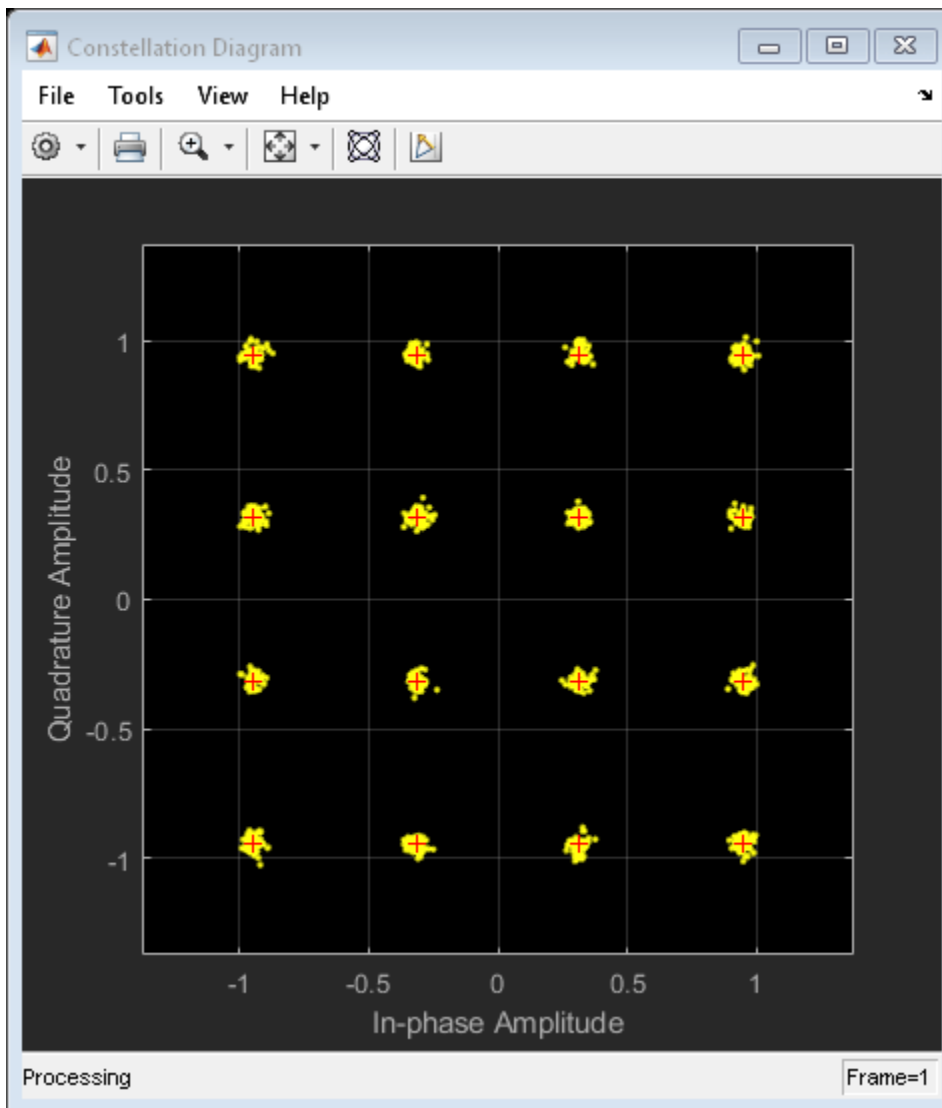 Constellation Diagram
File Tools View Help
1
0.5
0
-0.5
-1
Quadrature Amplitude
-1 -0.5 0 0.5 1
In-phase Amplitude
Processing Frame=1